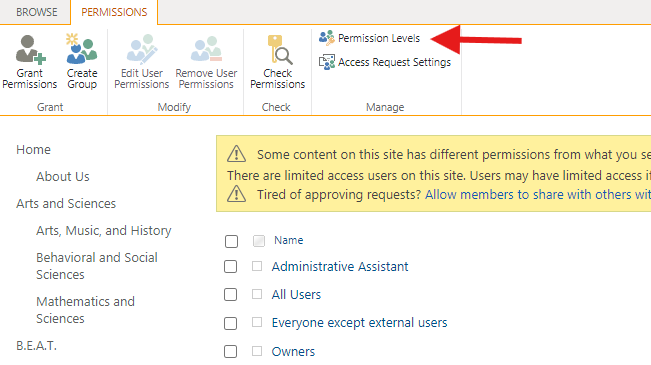 BROWSE PERMISSIONS
Grant Permissions
Create Group
Edit User Permissions
Remove User Permissions
Check Permissions
Permission Levels
Access Request Settings
Grant
Modify
Check
Manage
Home
About Us
Arts and Sciences
Arts, Music, and History
Behavioral and Social
Sciences
Mathematics and
Sciences
B.E.A.T.
Some content on this site has different permissions from what you se
There are limited access users on this site. Users may have limited access i
Tired of approving requests? Allow members to share with others wit
Name
Administrative Assistant
All Users
Everyone except external users
Owners